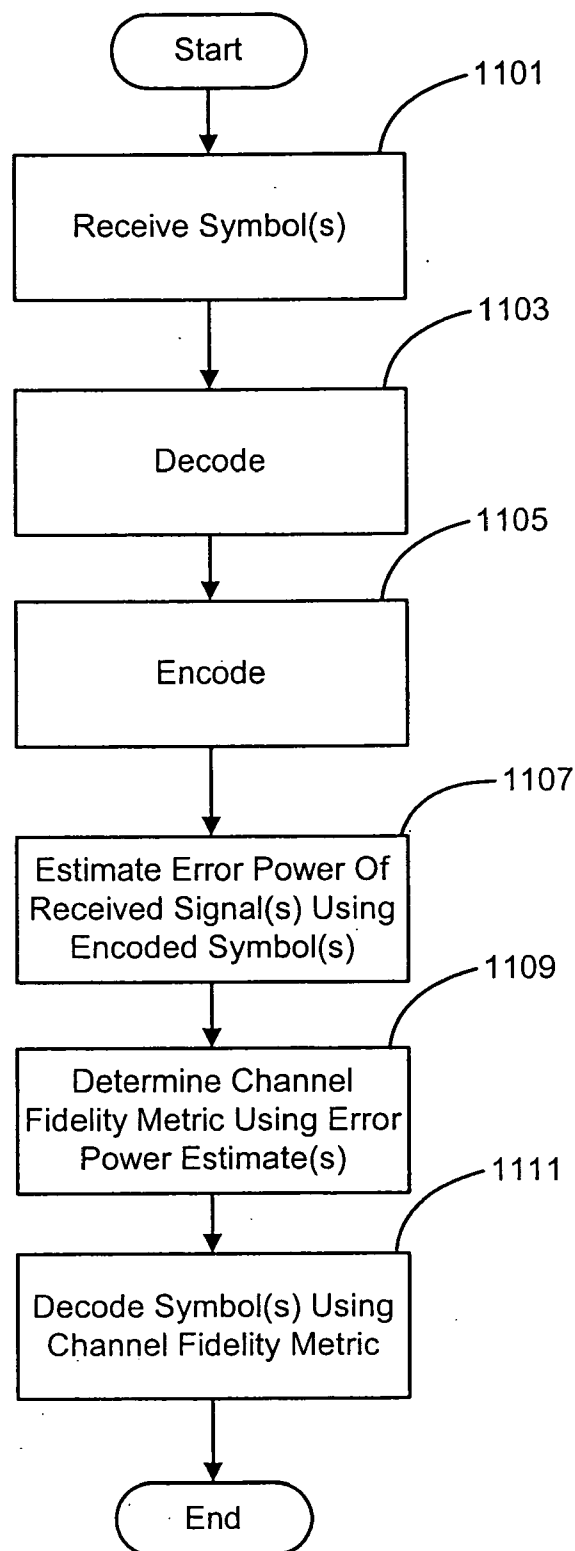 Start
1101
Receive Symbol(s)
1103
Decode
1105
Encode
1107
Estimate Error Power Of
Received Signal(s) Using
Encoded Symbol(s)
1109
Determine Channel
Fidelity Metric Using Error
Power Estimate(s)
1111
Decode Symbol(s) Using
Channel Fidelity Metric
End